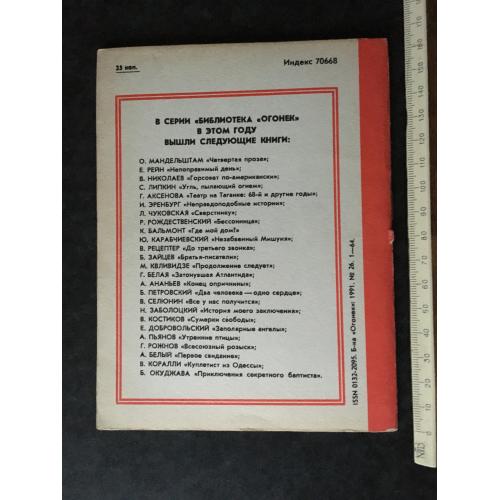 35 коп.
Индекс 70668
В СЕРИИ «БИБЛИОТЕКА «ОГОНЕК»
В ЭТОМ ГОДУ
ВЫШЛИ СЛЕДУЮЩИЕ КНИГИ:
О. МАНДЕЛЬШТАМ «Четвертая проза»;
Е. РЕЙН «Непоправимый день»;
В. НИКОЛАЕВ «Горсовет по-американски»;
С. ЛИПКИН «Угль, пылающий огнем»;
Г. АКСЕНОВА «Театр на Таганке: 68-й и другие годы»;
И. ЭРЕНБУРГ «Неправдоподобные истории»;
Л. ЧУКОВСКАЯ «Сверстнику»;
Р. РОЖДЕСТВЕНСКИЙ «Бессонница»;
К. БАЛЬМОНТ «Где мой дом?»
Ю. КАРАБЧИЕВСКИЙ «Незабвенный Мишуня»;
В. РЕЦЕПТЕР «До третьего звонка»;
Б. ЗАЙЦЕВ «Братья-писатели»;
М. КВЛИВИДЗЕ «Продолжение следует»;
Г. БЕЛАЯ «Затонувшая Атлантида»;
А. АНАНЬЕВ «Конец опричнины»;
Б. ПЕТРОВСКИЙ «Два человека — одно сердце»;
В. СЕЛЮНИН «Все у нас получится»;
Н. ЗАБОЛОЦКИЙ «История моего заключения»;
В. КОСТИКОВ «Сумерки свободы»;
Е. ДОБРОВОЛЬСКИЙ «Заполярные ангелы»;
А. ПЬЯНОВ «Утренние птицы»;
Г. РОЖНОВ «Всесоюзный розыск»;
А. БЕЛЫЙ «Первое свидание»;
В. КОРАЛЛИ «Куплетист из Одессы»;
Б. ОКУДЖАВА «Приключения секретного баптиста».
ISSN 0132-2095. Б-ка «Огонек» 1991, № 26. 1—64.